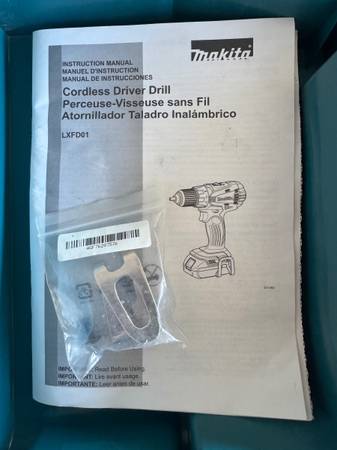 INSTRUCTION MANUAL
MANUEL D'INSTRUCTION
MANUAL DE INSTRUCCIONES
makita
Cordless Driver Drill
Perceuse-Visseuse sans Fil
Atornillador Taladro Inalámbrico
LXFD01
IMPORTANT: Read Before Using.
IMPORTANT: Lire avant usage.
IMPORTANTE: Leer antes de usar.